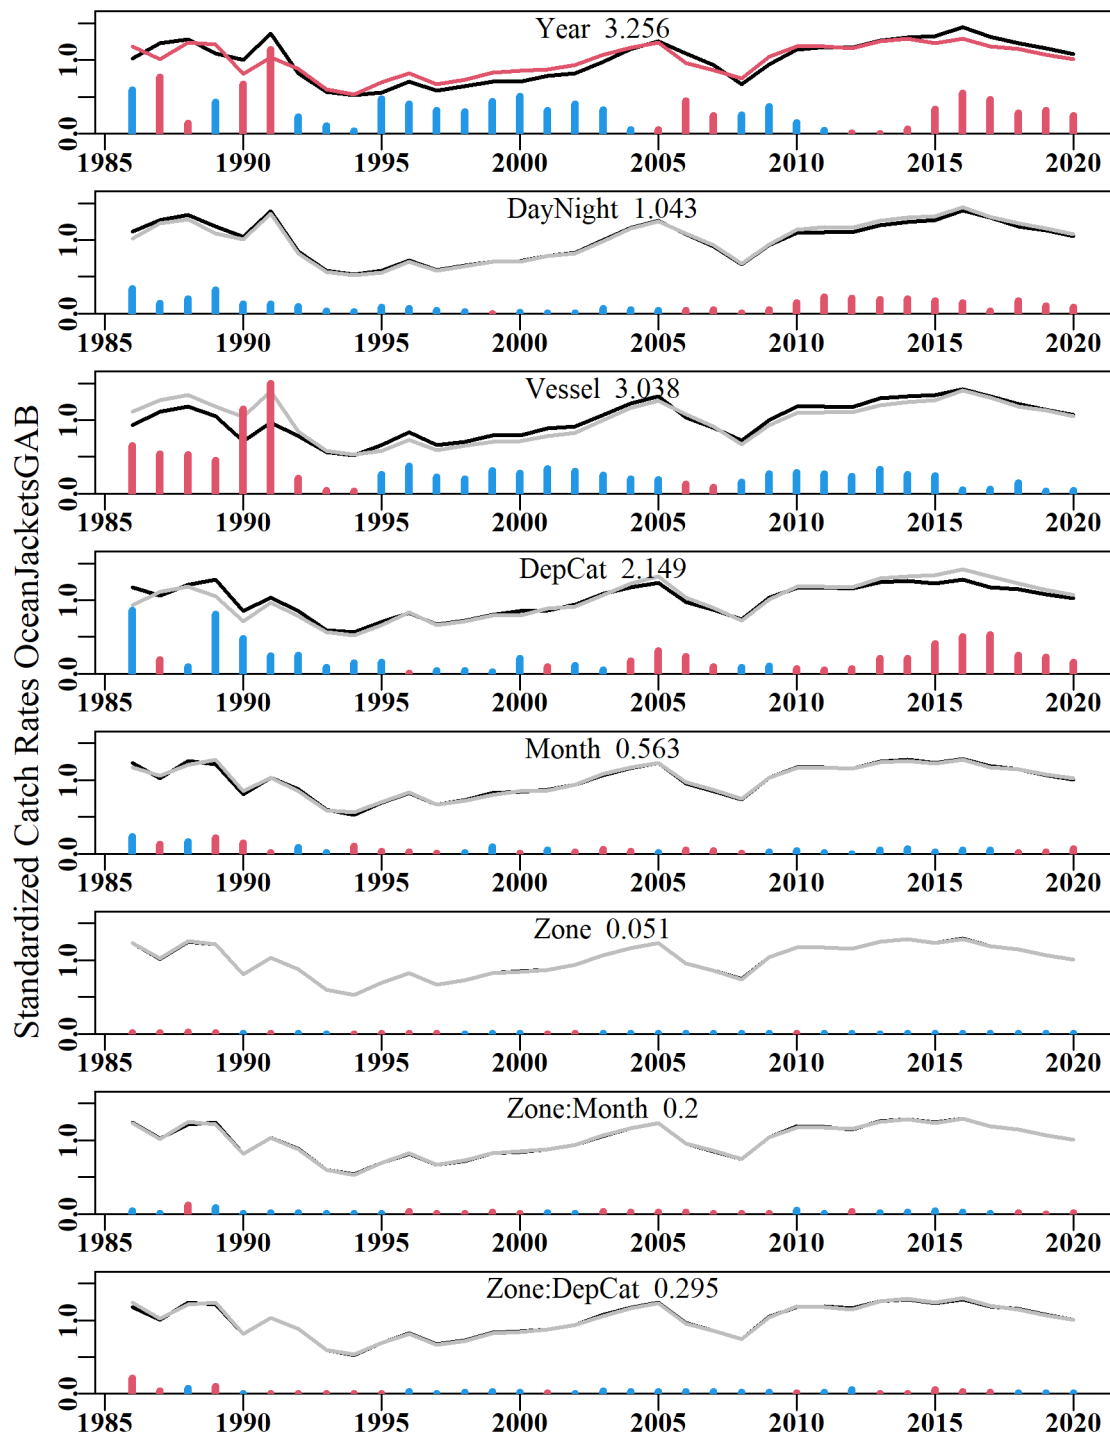 Standardized Catch Rates OceanJacketsGAB
Year 3.256
1.0
0.0
1985 1990 1995 2000 2005 2010 2015 2020
DayNight 1.043
1.0
0.0
1985 1990 1995 2000 2005 2010 2015 2020
Vessel 3.038
1.0
0.0
1985 1990 1995 2000 2005 2010 2015 2020
DepCat 2.149
1.0
0.0
1985 1990 1995 2000 2005 2010 2015 2020
Month 0.563
1.0
0.0
1985 1990 1995 2000 2005 2010 2015 2020
Zone 0.051
1.0
0.0
1985 1990 1995 2000 2005 2010 2015 2020
Zone:Month 0.2
1.0
0.0
1985 1990 1995 2000 2005 2010 2015 2020
Zone:DepCat 0.295
1.0
0.0
1985 1990 1995 2000 2005 2010 2015 2020